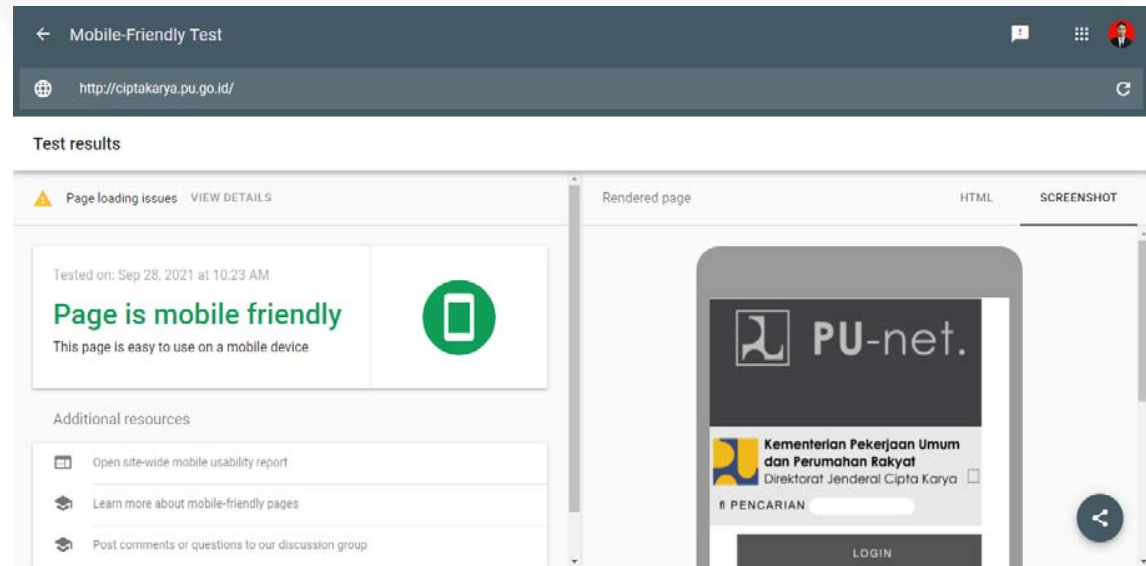 Mobile-Friendly Test
http://ciptakarya.pu.go.id/
Test results
Page loading issues VIEW DETAILS
Rendered page HTML SCREENSHOT
Tested on: Sep 28, 2021 at 10:23 AM
Page is mobile friendly
This page is easy to use on a mobile device
Additional resources
Open site-wide mobile usability report
Learn more about mobile-friendly pages
Post comments or questions to our discussion group
PU-net.
Kementerian Pekerjaan Umum
dan Perumahan Rakyat
Direktorat Jenderal Cipta Karya
fl PENCARIAN
LOGIN